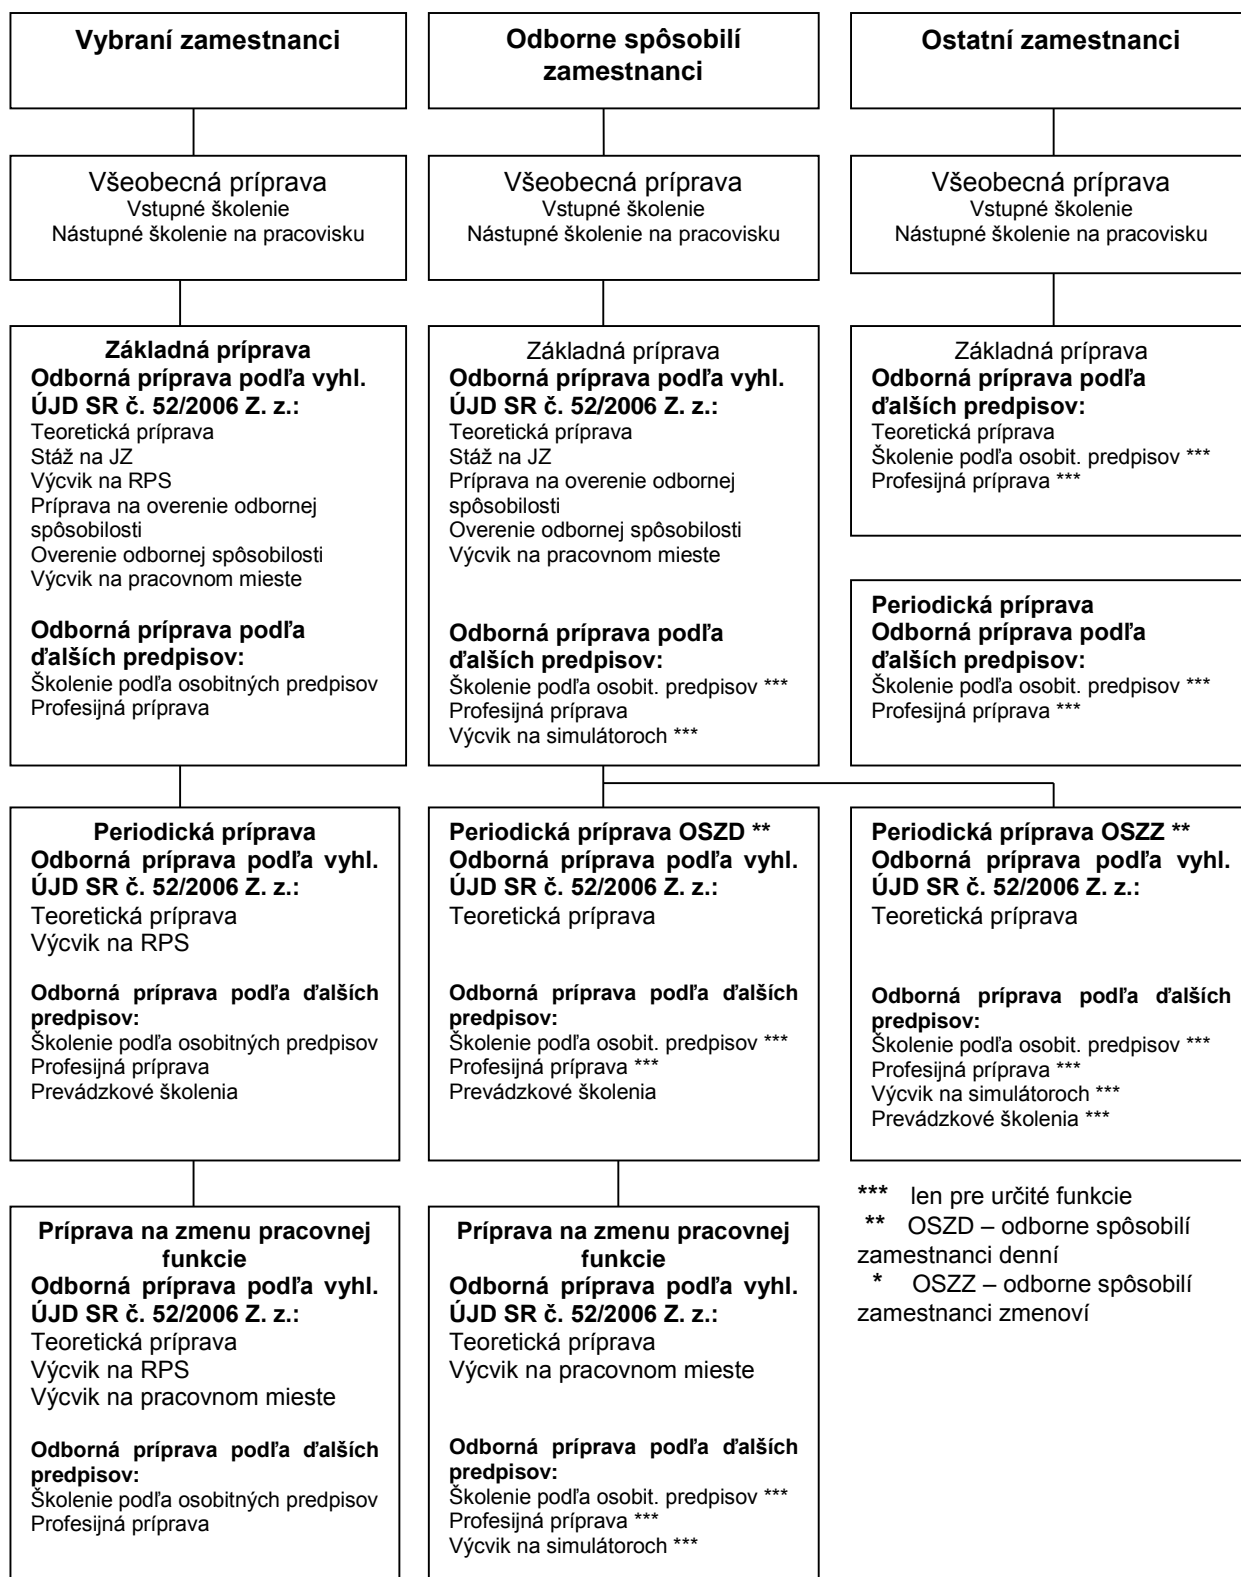 Vybraní zamestnanci
Odborne spôsobilí
zamestnanci
Ostatní zamestnanci
Všeobecná príprava
Vstupné školenie
Nástupné školenie na pracovisku
Všeobecná príprava
Vstupné školenie
Nástupné školenie na pracovisku
Všeobecná príprava
Vstupné školenie
Nástupné školenie na pracovisku
Základná príprava
Odborná príprava podľa vyhl.
ÚJD SR č. 52/2006 Z. z.:
Teoretická príprava
Stáž na JZ
Výcvik na RPS
Príprava na overenie odbornej
spôsobilosti
Overenie odbornej spôsobilosti
Výcvik na pracovnom mieste
Odborná príprava podľa
ďalších predpisov:
Školenie podľa osobitných predpisov
Profesijná príprava
Základná príprava
Odborná príprava podľa vyhl.
ÚJD SR č. 52/2006 Z. z.:
Teoretická príprava
Stáž na JZ
Príprava na overenie odbornej
spôsobilosti
Overenie odbornej spôsobilosti
Výcvik na pracovnom mieste
Odborná príprava podľa
ďalších predpisov:
Školenie podľa osobit. predpisov ***
Profesijná príprava
Výcvik na simulátoroch ***
Základná príprava
Odborná príprava podľa
ďalších predpisov:
Teoretická príprava
Školenie podľa osobit. predpisov ***
Profesijná príprava ***
Periodická príprava
Odborná príprava podľa
ďalších predpisov:
Školenie podľa osobit. predpisov ***
Profesijná príprava ***
Periodická príprava
Odborná príprava podľa vyhl.
ÚJD SR č. 52/2006 Z. z.:
Teoretická príprava
Výcvik na RPS
Odborná príprava podľa ďalších
predpisov:
Školenie podľa osobitných predpisov
Profesijná príprava
Prevádzkové školenia
Periodická príprava OSZD **
Odborná príprava podľa vyhl.
ÚJD SR č. 52/2006 Z. z.:
Teoretická príprava
Odborná príprava podľa ďalších
predpisov:
Školenie podľa osobit. predpisov ***
Profesijná príprava ***
Prevádzkové školenia
Periodická príprava OSZZ **
Odborná príprava podľa vyhl.
ÚJD SR č. 52/2006 Z. z.:
Teoretická príprava
Odborná príprava podľa ďalších
predpisov:
Školenie podľa osobit. predpisov ***
Profesijná príprava ***
Výcvik na simulátoroch ***
Prevádzkové školenia ***
Príprava na zmenu pracovnej
funkcie
Odborná príprava podľa vyhl.
ÚJD SR č. 52/2006 Z. z.:
Teoretická príprava
Výcvik na RPS
Výcvik na pracovnom mieste
Odborná príprava podľa ďalších
predpisov:
Školenie podľa osobitných predpisov
Profesijná príprava
Príprava na zmenu pracovnej
funkcie
Odborná príprava podľa vyhl.
ÚJD SR č. 52/2006 Z. z.:
Teoretická príprava
Výcvik na pracovnom mieste
Odborná príprava podľa ďalších
predpisov:
Školenie podľa osobit. predpisov ***
Profesijná príprava ***
Výcvik na simulátoroch ***
*** len pre určité funkcie
** OSZD – odborne spôsobilí
zamestnanci denní
* OSZZ – odborne spôsobilí
zamestnanci zmenoví